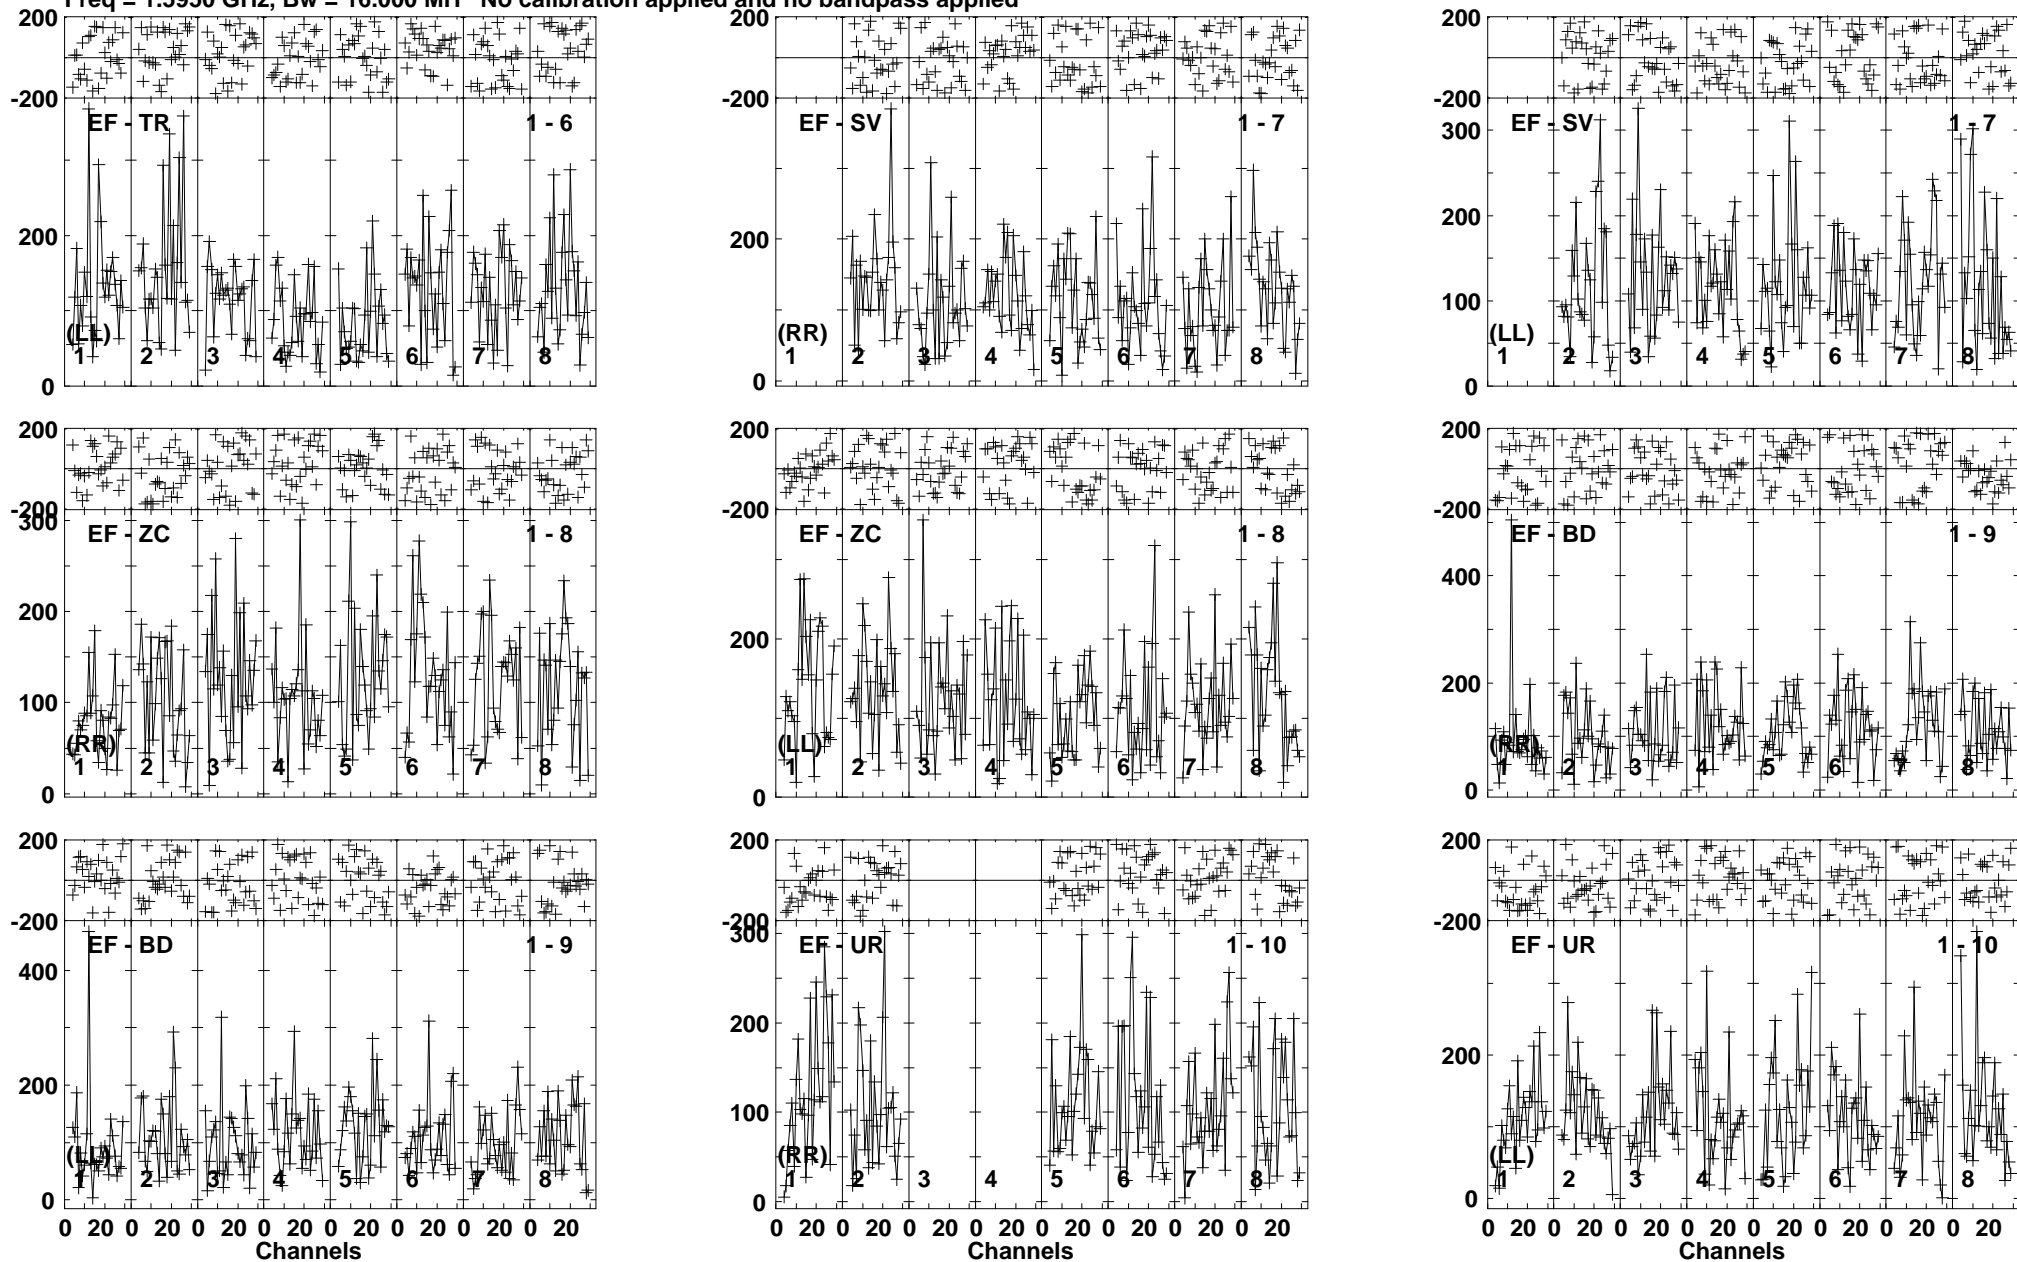 Freq = 1.5950 GHz, Bw = 16.000 MH No calibration applied and no bandpass applied
200 200 200
-200 -200 -200
EF - TR 1 - 6 EF - SV 1 - 7 EF - SV 1 - 7
300
200 200 200
100
(LL) (RR) (LL)
1 2 3 4 5 6 7 8 1 2 3 4 5 6 7 8 1 2 3 4 5 6 7 8
0 0 0
200 200 200
-200 -200 -200
300
EF - ZC 1 - 8 EF - ZC 1 - 8 EF - BD 1 - 9
400
200 200 200
100
(RR) (LL) (RR)
1 2 3 4 5 6 7 8 1 2 3 4 5 6 7 8 1 2 3 4 5 6 7 8
0 0 0
200 200 200
-200 -200 -200
300
EF - BD 1 - 9 EF - UR 1 - 10 EF - UR 1 - 10
400
200 200 200
100
(LL) (RR) (LL)
1 2 3 4 5 6 7 8 1 2 3 4 5 6 7 8 1 2 3 4 5 6 7 8
0 0 0
0 20 0 20 0 20 0 20 0 20 0 20 0 20 0 20 0 20 0 20 0 20 0 20 0 20 0 20 0 20 0 20 0 20 0 20 0 20 0 20 0 20 0 20 0 20 0 20
Channels Channels Channels